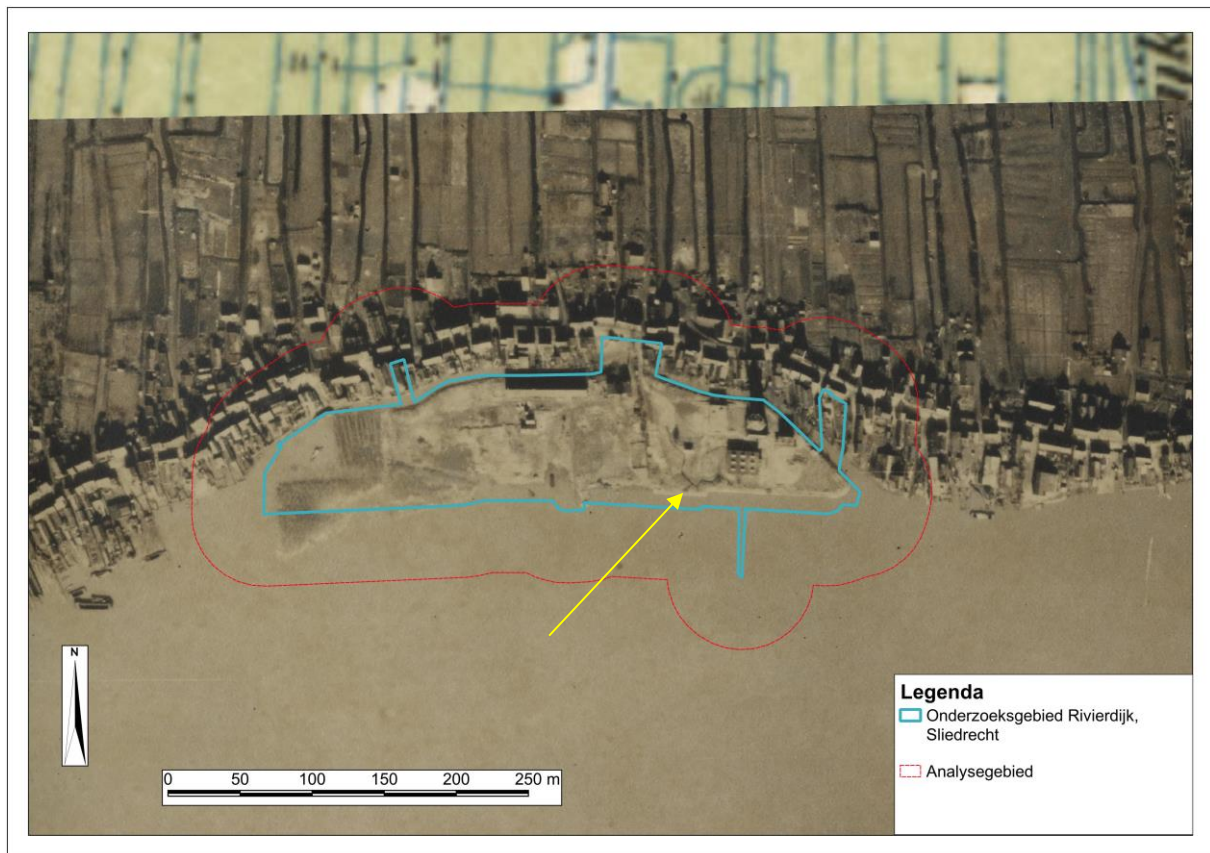 N
0 50 100 150 200 250 m
Legenda
Onderzoeksgebied Rivierdijk,
Sliedrecht
Analysegebied